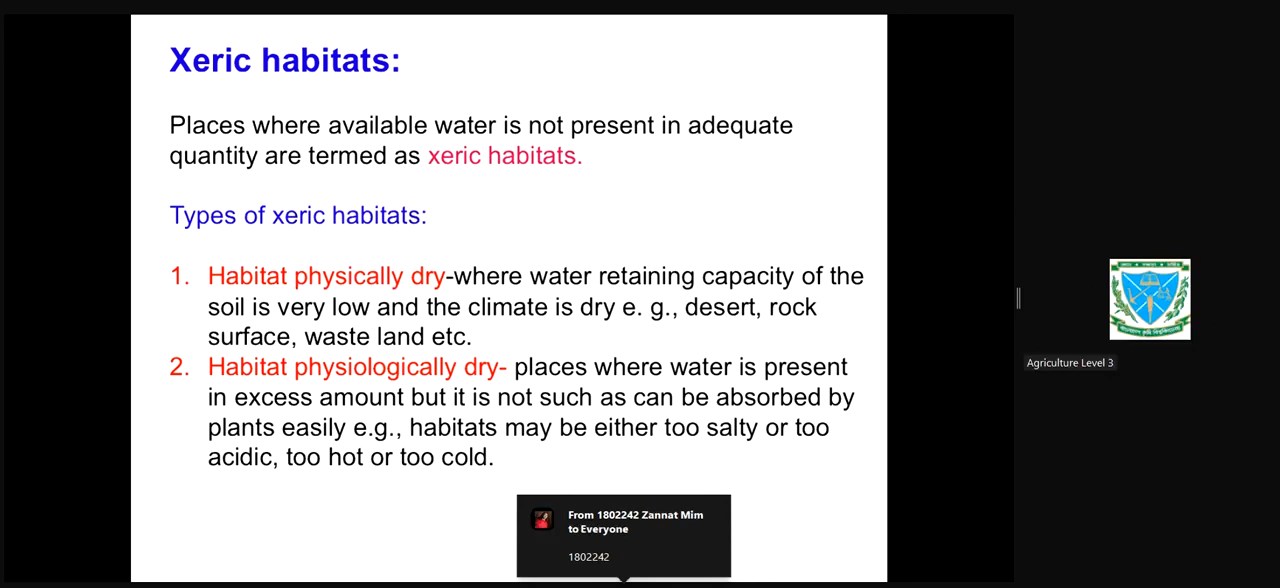 Xeric habitats:
Places where available water is not present in adequate
quantity are termed as xeric habitats.
Types of xeric habitats:
1. Habitat physically dry-where water retaining capacity of the
soil is very low and the climate is dry e. g., desert, rock
surface, waste land etc.
2. Habitat physiologically dry- places where water is present
in excess amount but it is not such as can be absorbed by
plants easily e.g., habitats may be either too salty or too
acidic, too hot or too cold.
From 1802242 Zannat Mim
to Everyone
1802242
Agriculture Level 3